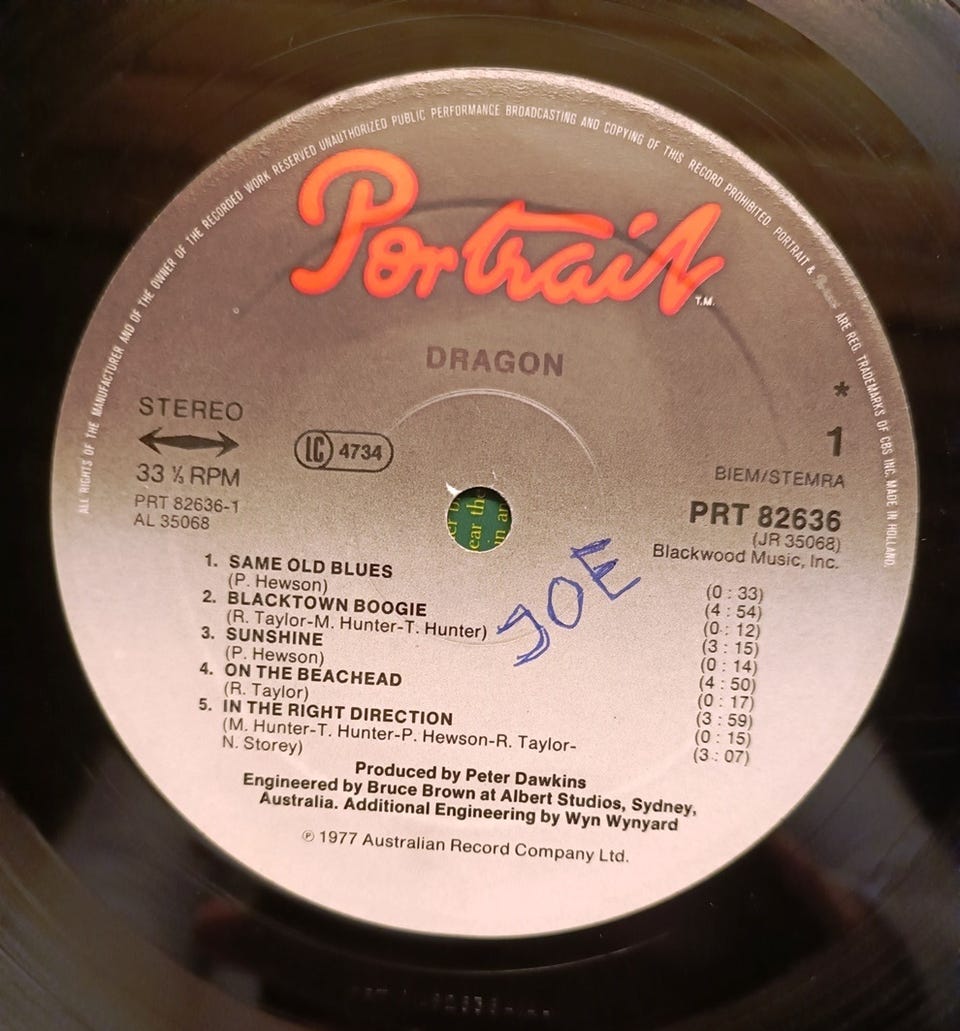 ALL RIGHTS OF THE MANUFACTURER AND OF THE OWNER OF THE RECORDED WORK RESERVED UNAUTHORIZED PUBLIC PERFORMANCE BROADCASTING AND COPYING OF THIS RECORD PROHIBITED. PORTRAIT & ARE REG. TRADEMARKS OF CBS INC. MADE IN HOLLAND.
Portrait T.M.
DRAGON
STEREO
33 ⅓ RPM
PRT 82636-1
AL 35068
LC 4734
*
1
BIEM/STEMRA
PRT 82636
(JR 35068)
Blackwood Music, Inc.
er b
ear the
in an
JOE
1. SAME OLD BLUES (0 : 33)
(P. Hewson) (4 : 54)
2. BLACKTOWN BOOGIE (0 : 12)
(R. Taylor-M. Hunter-T. Hunter) (3 : 15)
3. SUNSHINE (0 : 14)
(P. Hewson) (4 : 50)
4. ON THE BEACHEAD (0 : 17)
(R. Taylor) (3 : 59)
5. IN THE RIGHT DIRECTION (0 : 15)
(M. Hunter-T. Hunter-P. Hewson-R. Taylor- (3 : 07)
N. Storey)
Produced by Peter Dawkins
Engineered by Bruce Brown at Albert Studios, Sydney,
Australia. Additional Engineering by Wyn Wynyard
℗ 1977 Australian Record Company Ltd.